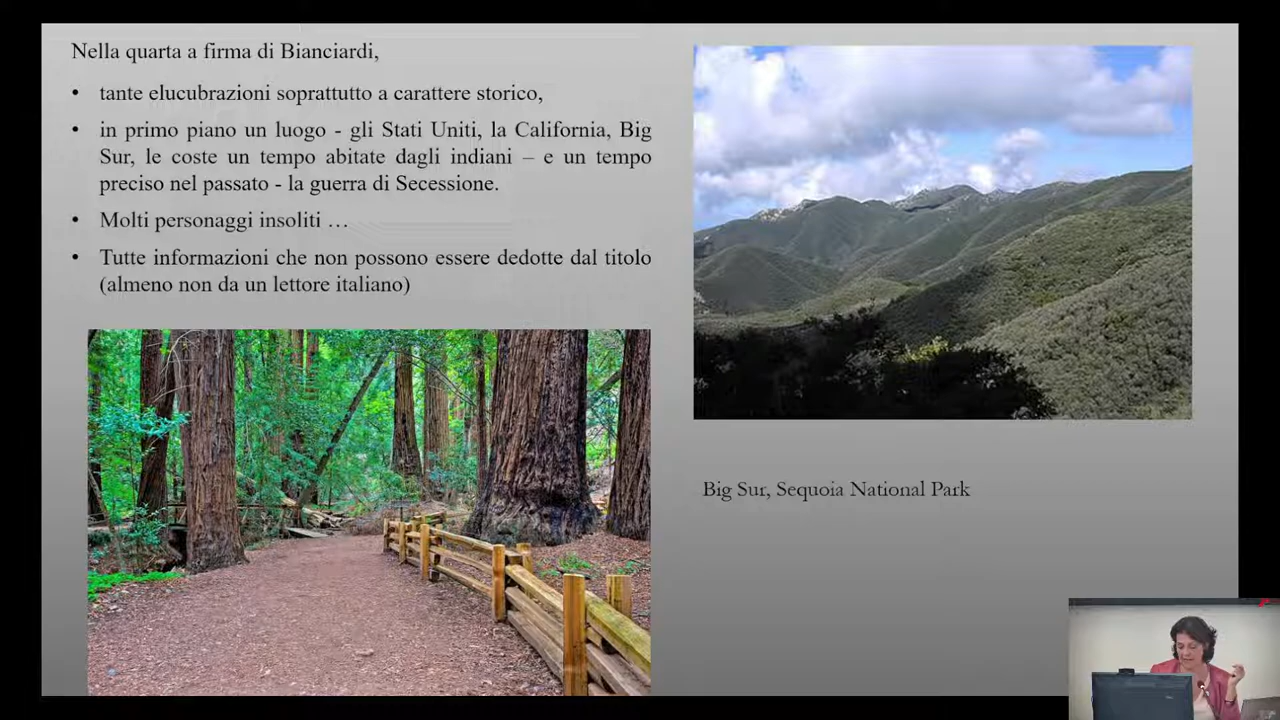 Nella quarta a firma di Bianciardi,
• tante elucubrazioni soprattutto a carattere storico,
• in primo piano un luogo - gli Stati Uniti, la California, Big
Sur, le coste un tempo abitate dagli indiani – e un tempo
preciso nel passato - la guerra di Secessione.
• Molti personaggi insoliti …
• Tutte informazioni che non possono essere dedotte dal titolo
(almeno non da un lettore italiano)
Big Sur, Sequoia National Park